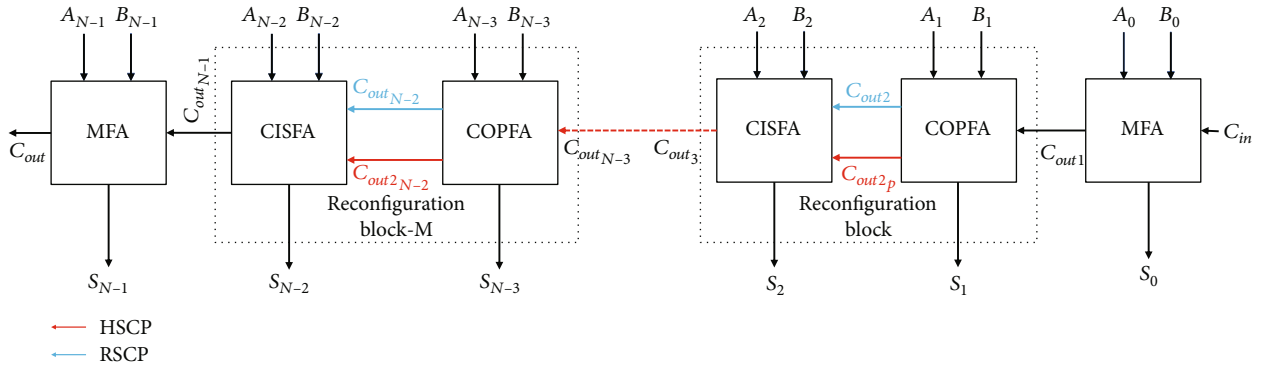 A_{N–1} B_{N–1} A_{N–2} B_{N–2} A_{N–3} B_{N–3} A_2 B_2 A_1 B_1 A_0 B_0
C_{out_{N–1}}
C_{out_{N–2}} C_{out2}
MFA CISFA COPFA CISFA COPFA MFA C_{in}
C_{out} C_{out_{N–3}} C_{out_3} C_{out1}
C_{out2_{N–2}} C_{out2_p}
Reconfiguration
block-M
Reconfiguration
block
S_{N–1} S_{N–2} S_{N–3} S_2 S_1 S_0
HSCP
RSCP